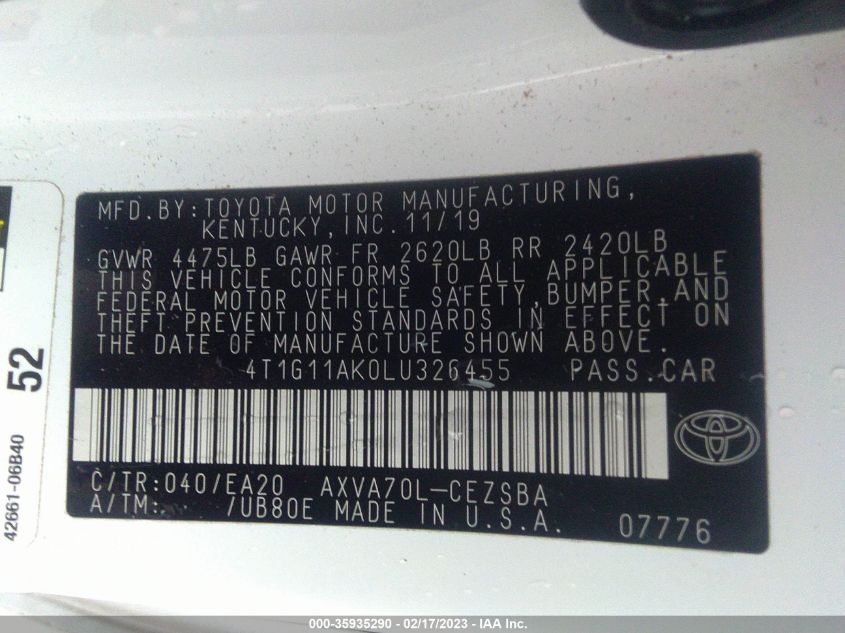 MFD.BY:TOYOTA MOTOR MANUFACTURING,
KENTUCKY, INC. 11/19
GVWR 4475LB GAWR FR 2620LB RR 2420LB
THIS VEHICLE CONFORMS TO ALL APPLICABLE
FEDERAL MOTOR VEHICLE SAFETY, BUMPER, AND
THEFT PREVENTION STANDARDS IN EFFECT ON
THE DATE OF MANUFACTURE SHOWN ABOVE.
4T1G11AK0LU326455 PASS.CAR
C/TR:040/EA20 AXVA70L-CEZSBA
A/TM: /UB80E MADE IN U.S.A. 07776
52
42661-06B40
000-35935290 - 02/17/2023 - IAA Inc.